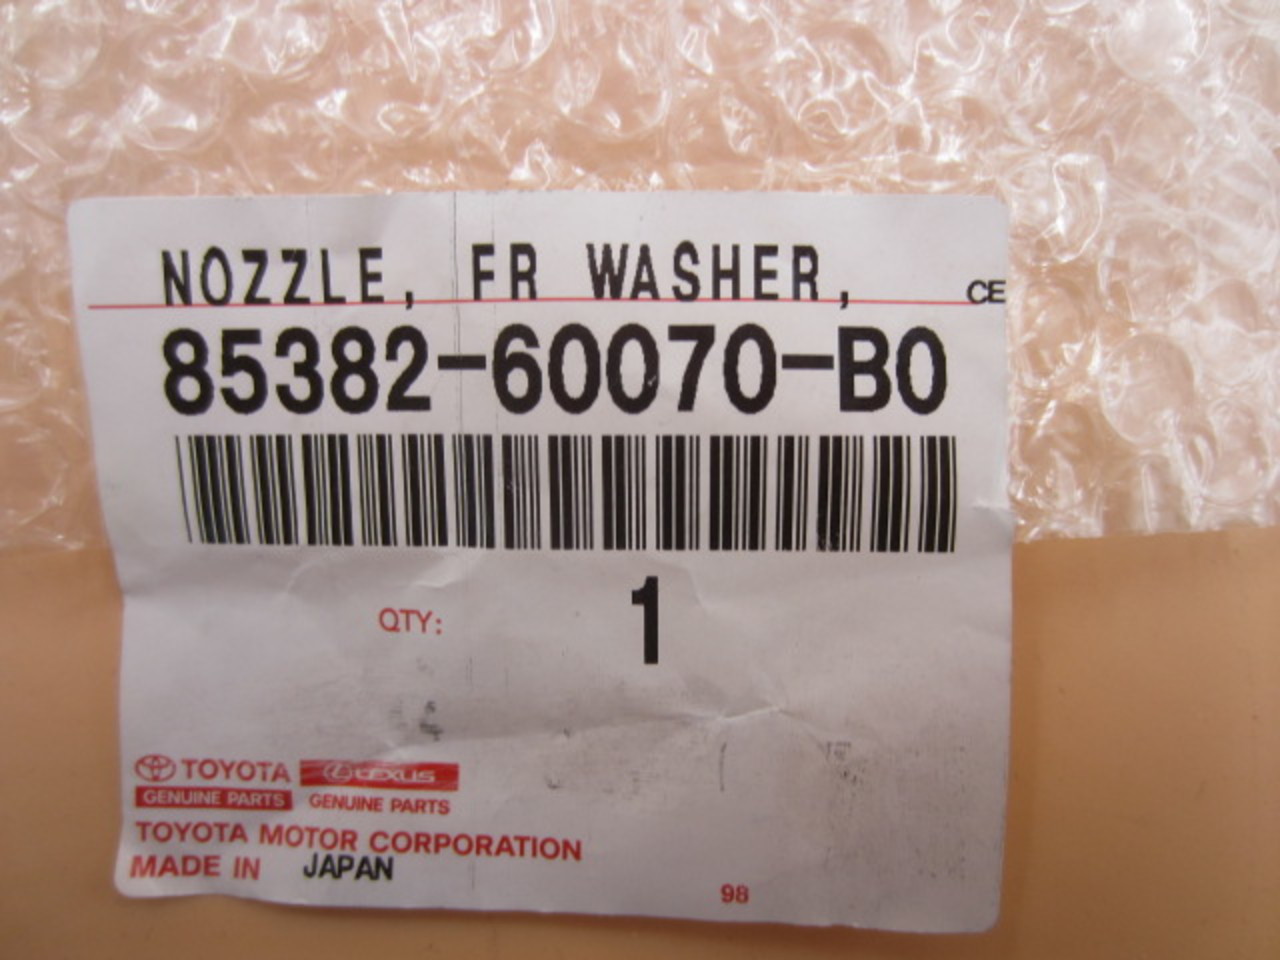 NOZZLE, FR WASHER,
CE
85382-60070-B0
QTY: 1
TOYOTA LEXUS
GENUINE PARTS GENUINE PARTS
TOYOTA MOTOR CORPORATION
MADE IN JAPAN
98